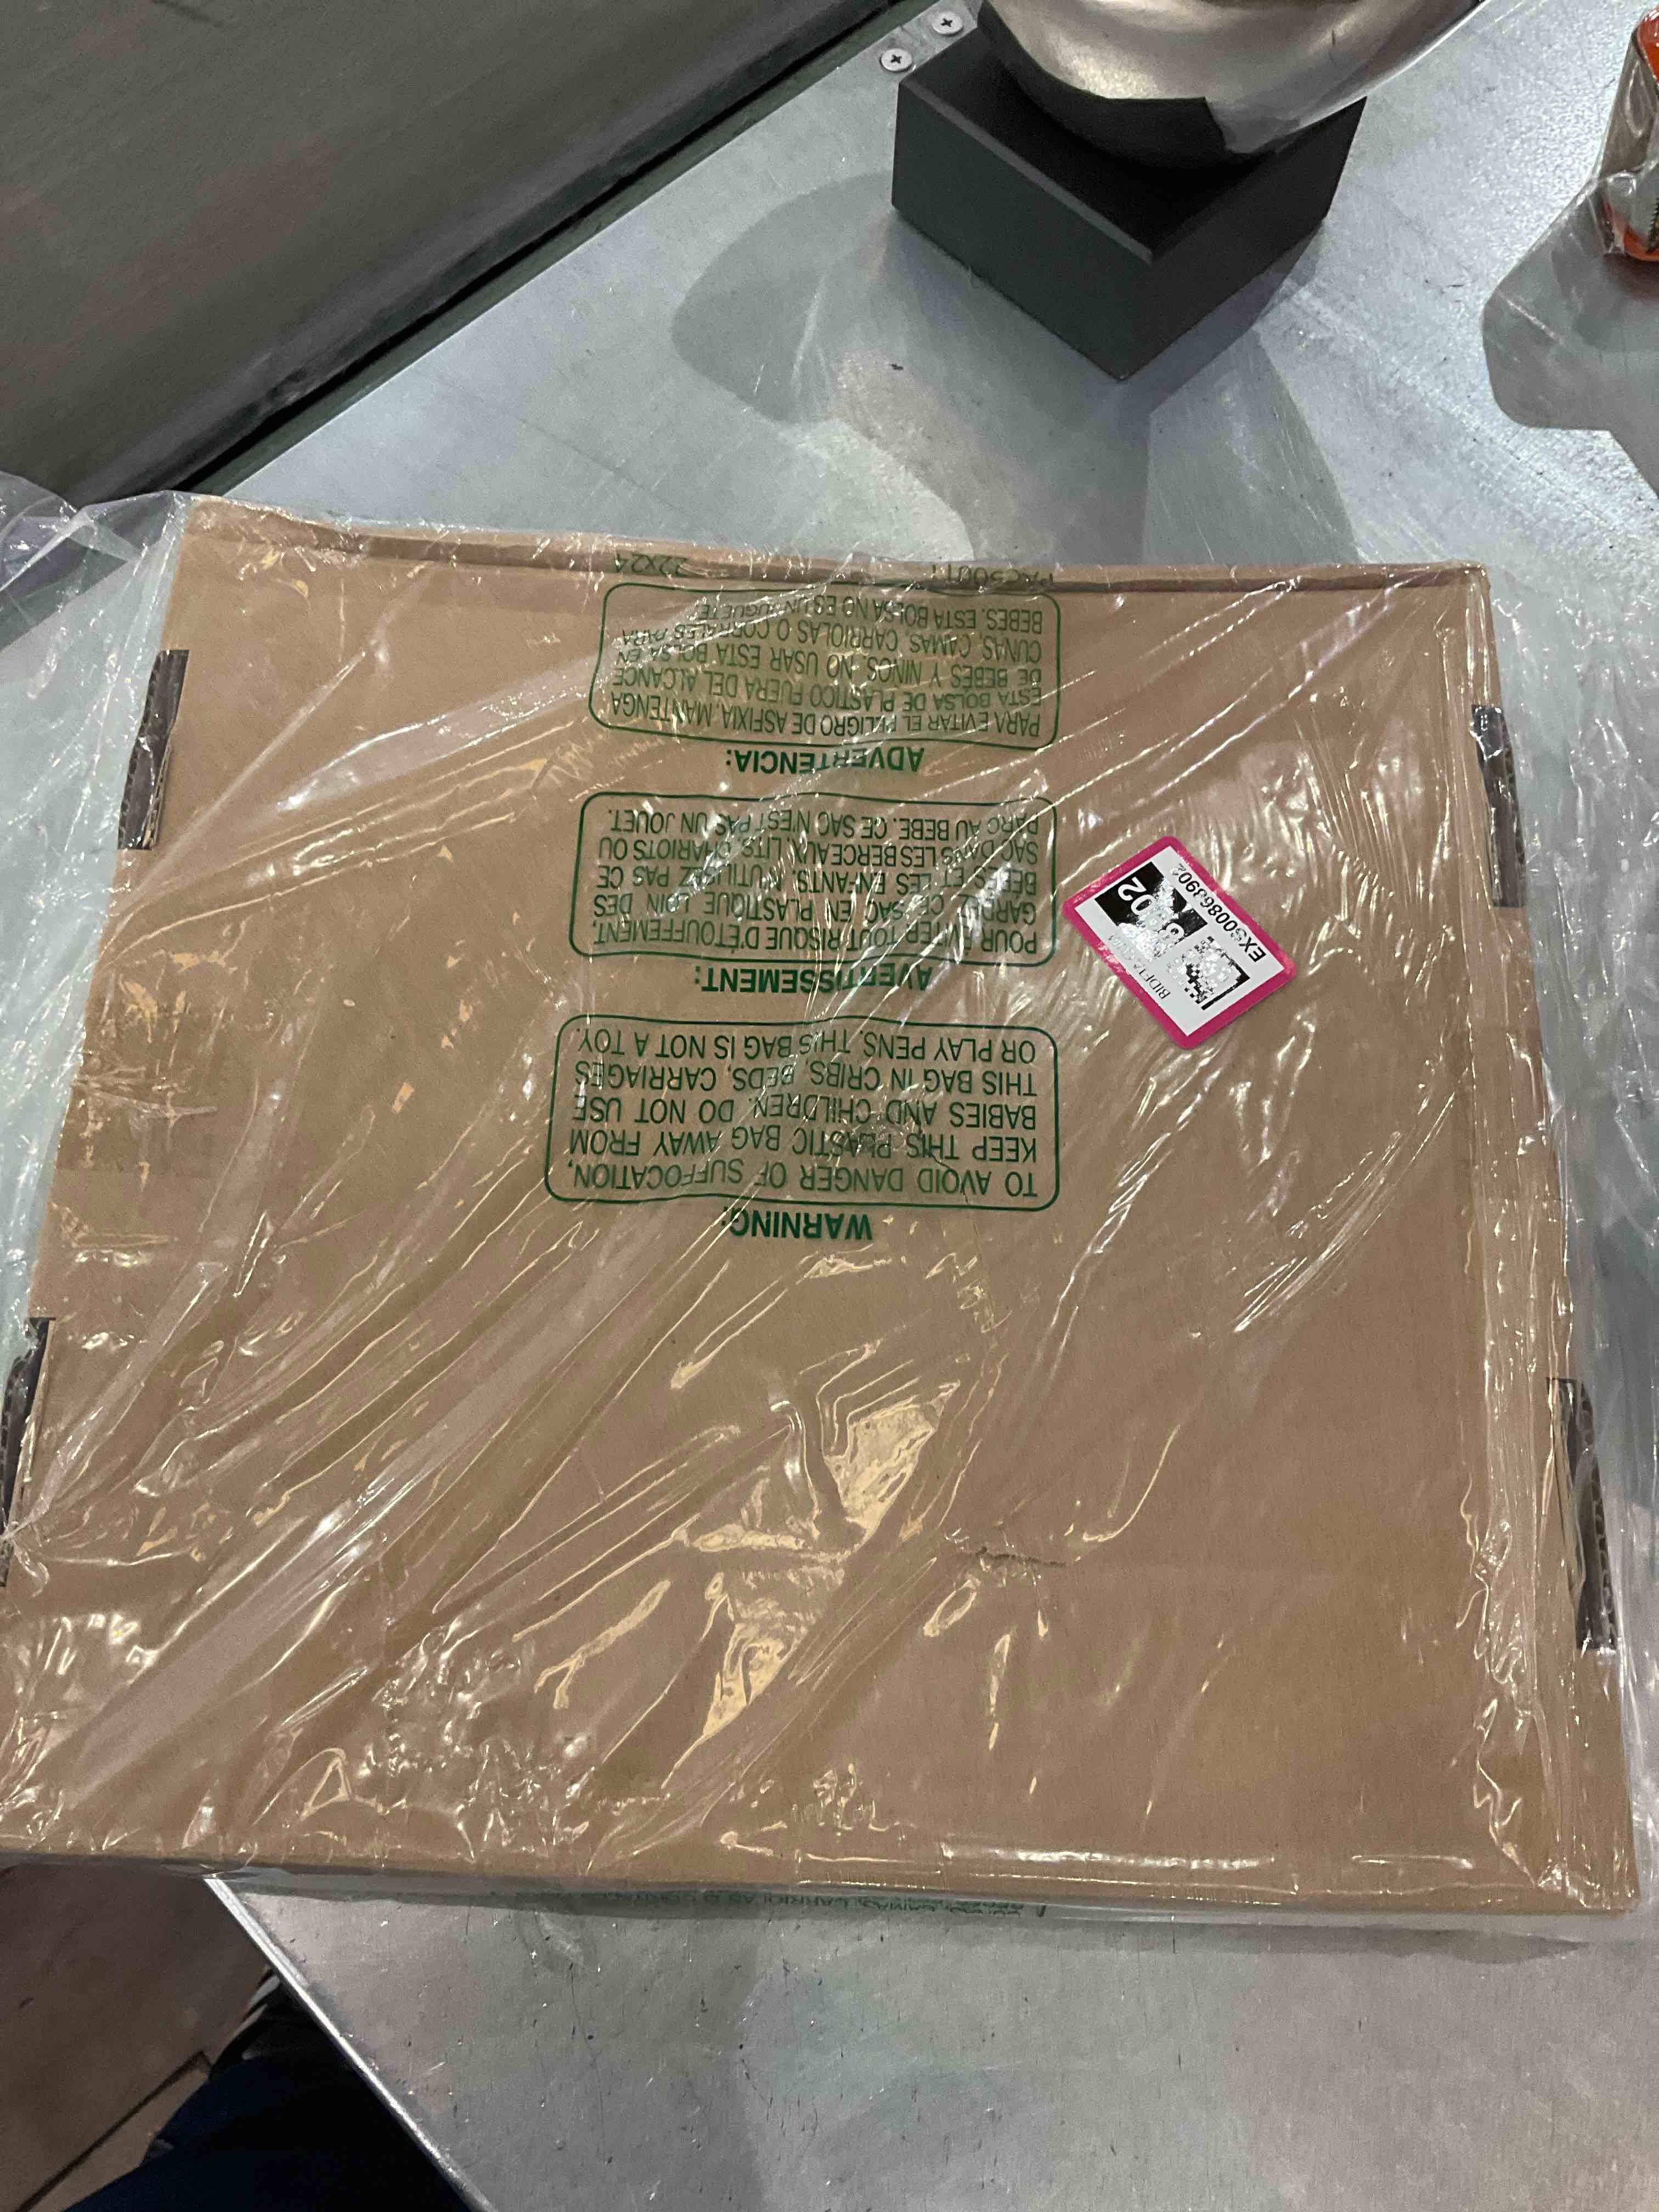 WARNING:
TO AVOID DANGER OF SUFFOCATION,
KEEP THIS PLASTIC BAG AWAY FROM
BABIES AND CHILDREN. DO NOT USE
THIS BAG IN CRIBS, BEDS, CARRIAGES
OR PLAY PENS. THIS BAG IS NOT A TOY.
AVERTISSEMENT:
POUR ÉVITER TOUT RISQUE D'ÉTOUFFEMENT,
GARDEZ CE SAC EN PLASTIQUE LOIN DES
BEBES ET LES ENFANTS. N'UTILISEZ PAS CE
SAC DANS LES BERCEAUX, LITS, CHARIOTS OU
PARC AU BEBE. CE SAC N'EST PAS UN JOUET.
ADVERTENCIA:
PARA EVITAR EL PELIGRO DE ASFIXIA, MANTENGA
ESTA BOLSA DE PLASTICO FUERA DEL ALCANCE
DE BEBES Y NINOS. NO USAR ESTA BOLSA EN
CUNAS, CAMAS, CARRIOLAS O CORRALES PARA
BEBES. ESTA BOLSA NO ES UN JUGUETE.
22X24
02